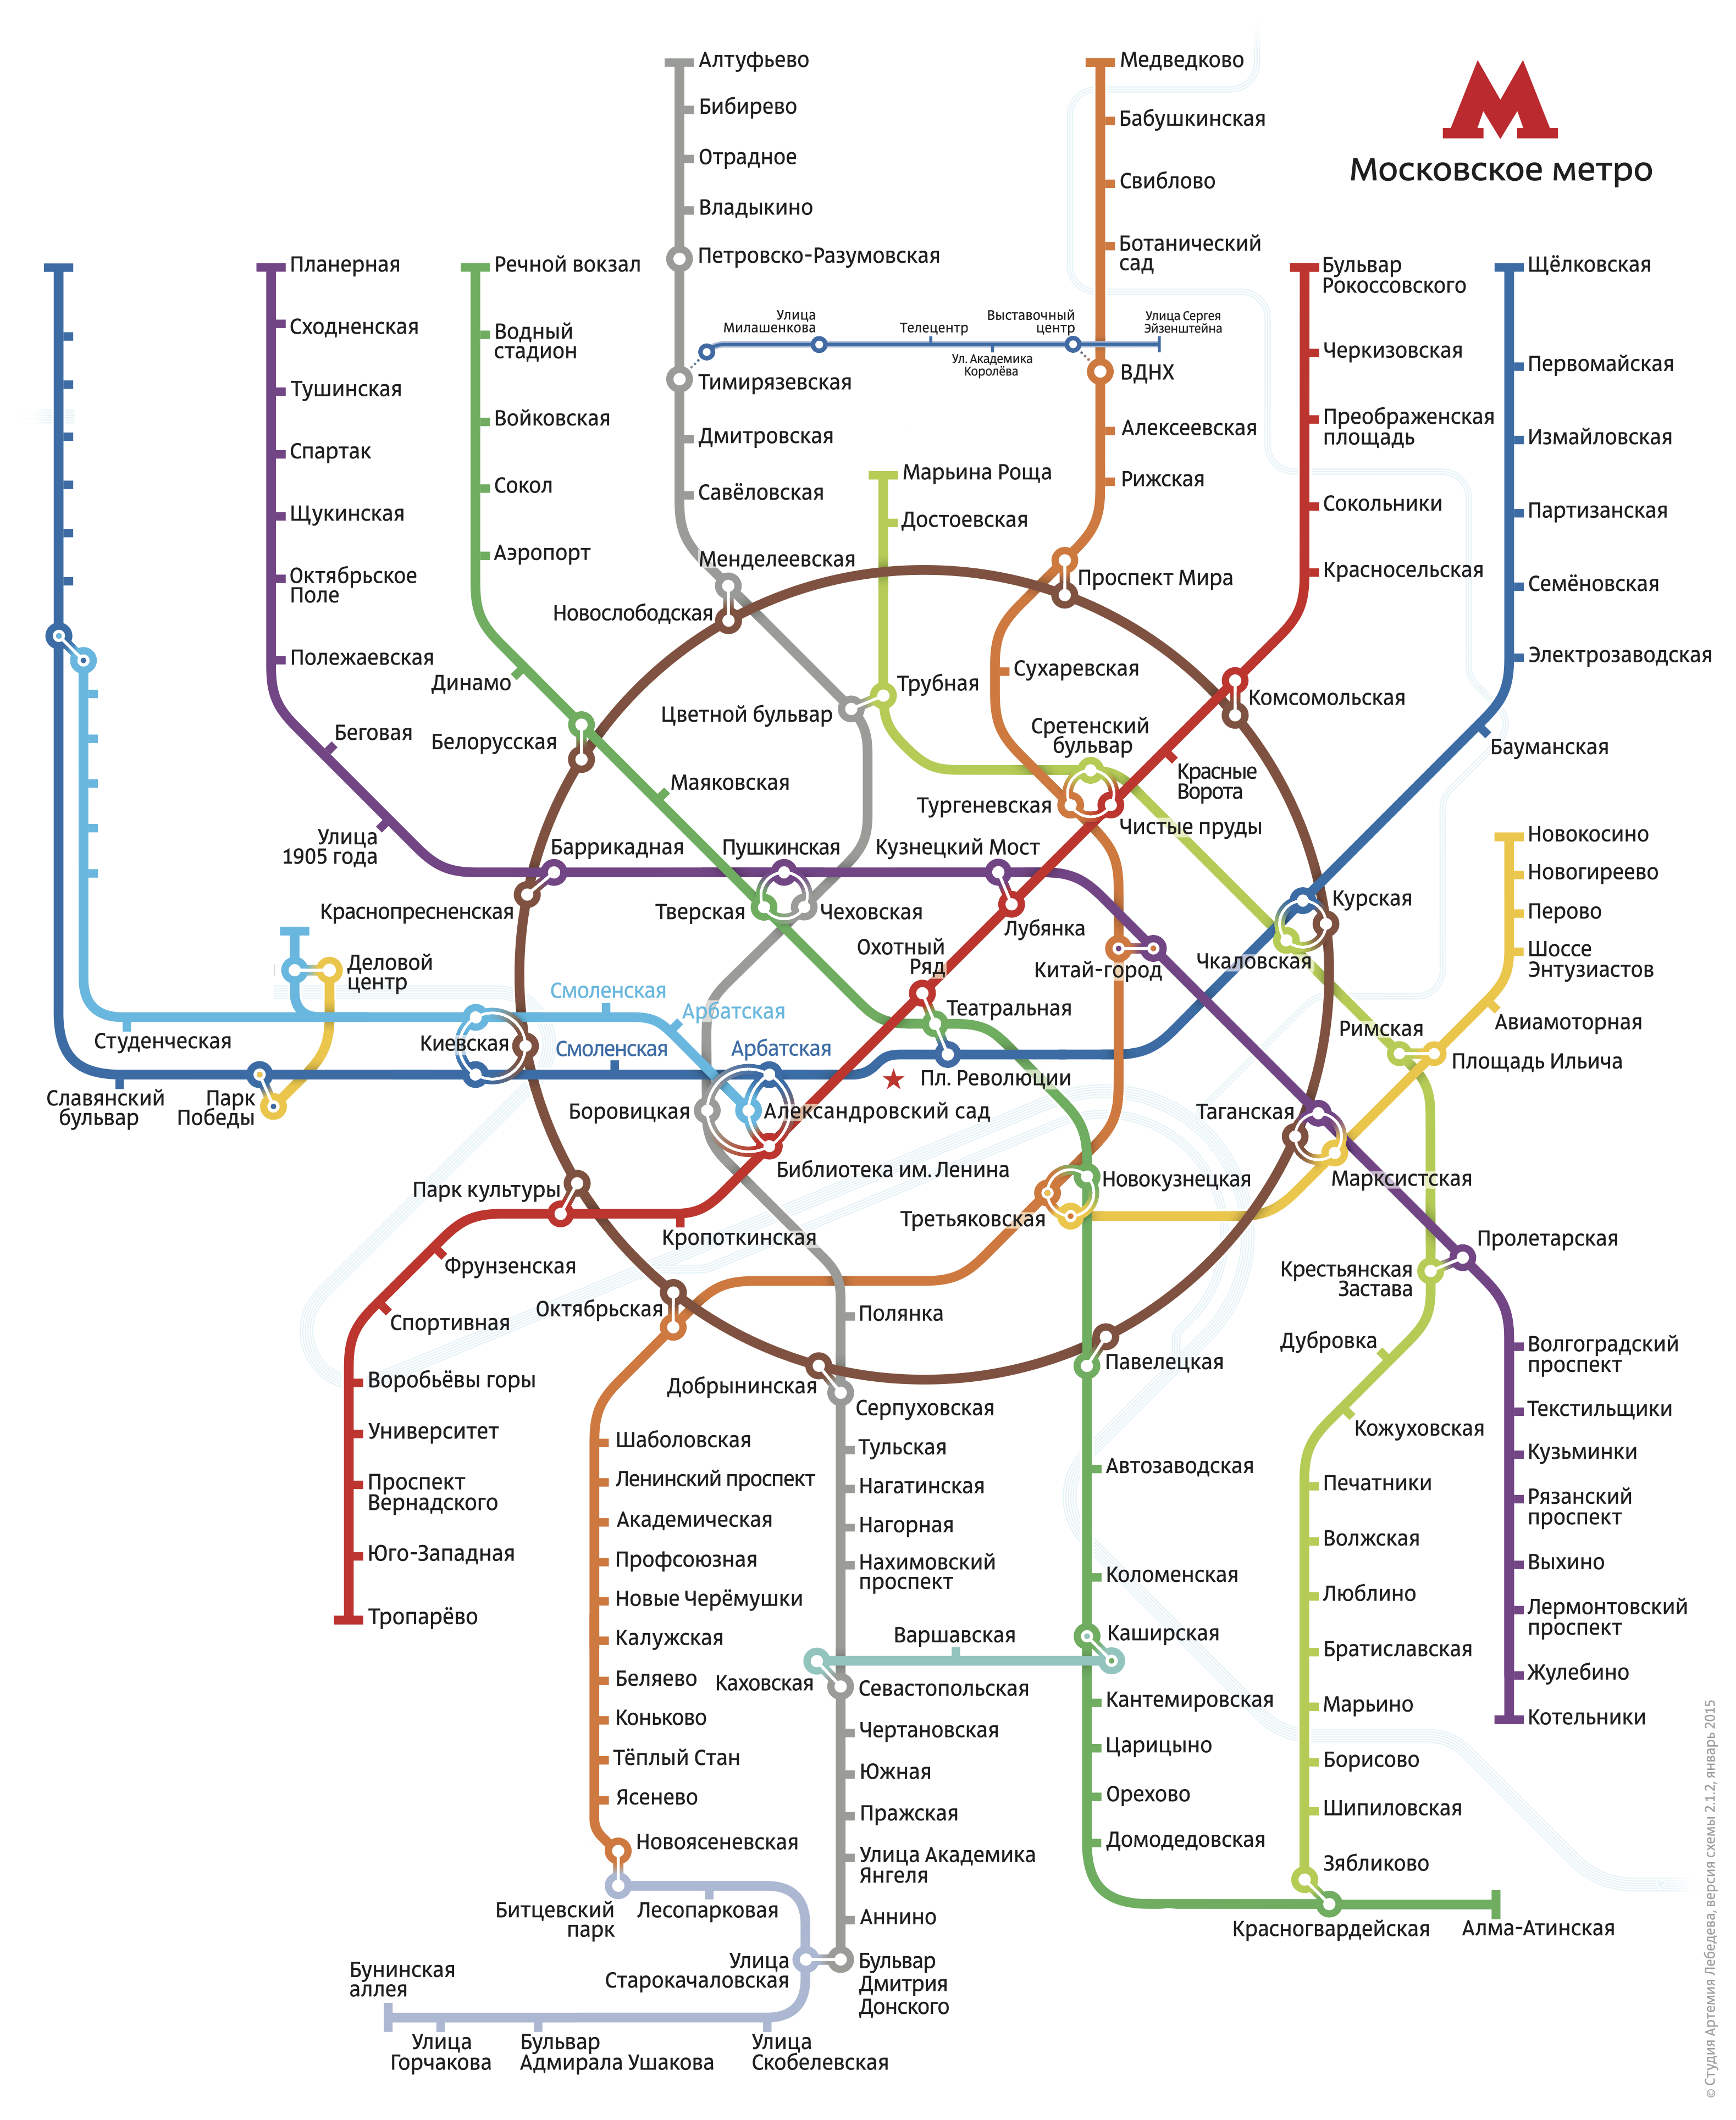 Московское метро
Алтуфьево
Бибирево
Отрадное
Владыкино
Петровско-Разумовская
Тимирязевская
Дмитровская
Савёловская
Менделеевская
Новослободская
Цветной бульвар
Медведково
Бабушкинская
Свиблово
Ботанический
сад
ВДНХ
Алексеевская
Рижская
Проспект Мира
Сухаревская
Улица
Милашенкова
Телецентр
Ул. Академика
Королёва
Выставочный
центр
Улица Сергея
Эйзенштейна
Планерная
Сходненская
Тушинская
Спартак
Щукинская
Октябрьское
Поле
Полежаевская
Беговая
Улица
1905 года
Речной вокзал
Водный
стадион
Войковская
Сокол
Аэропорт
Динамо
Белорусская
Маяковская
Марьина Роща
Достоевская
Трубная
Сретенский
бульвар
Тургеневская
Чистые пруды
Бульвар
Рокоссовского
Черкизовская
Преображенская
площадь
Сокольники
Красносельская
Комсомольская
Красные
Ворота
Щёлковская
Первомайская
Измайловская
Партизанская
Семёновская
Электрозаводская
Бауманская
Новокосино
Новогиреево
Перово
Шоссе
Энтузиастов
Авиамоторная
Площадь Ильича
Римская
Курская
Чкаловская
Баррикадная
Краснопресненская
Пушкинская
Тверская
Чеховская
Кузнецкий Мост
Лубянка
Китай-город
Охотный
Ряд
Театральная
Пл. Революции
Деловой
центр
Студенческая
Киевская
Смоленская
Арбатская
Смоленская
Арбатская
Славянский
бульвар
Парк
Победы
Боровицкая
Александровский сад
Библиотека им. Ленина
Таганская
Марксистская
Новокузнецкая
Третьяковская
Парк культуры
Кропоткинская
Фрунзенская
Спортивная
Воробьёвы горы
Университет
Проспект
Вернадского
Юго-Западная
Тропарёво
Октябрьская
Добрынинская
Серпуховская
Полянка
Павелецкая
Пролетарская
Крестьянская
Застава
Дубровка
Кожуховская
Печатники
Волжская
Люблино
Братиславская
Марьино
Борисово
Шипиловская
Зябликово
Волгоградский
проспект
Текстильщики
Кузьминки
Рязанский
проспект
Выхино
Лермонтовский
проспект
Жулебино
Котельники
Шаболовская
Ленинский проспект
Академическая
Профсоюзная
Новые Черёмушки
Калужская
Беляево
Коньково
Тёплый Стан
Ясенево
Новоясеневская
Битцевский
парк
Лесопарковая
Улица
Старокачаловская
Тульская
Нагатинская
Нагорная
Нахимовский
проспект
Варшавская
Каховская
Севастопольская
Чертановская
Южная
Пражская
Улица Академика
Янгеля
Аннино
Бульвар
Дмитрия
Донского
Автозаводская
Коломенская
Каширская
Кантемировская
Царицыно
Орехово
Домодедовская
Красногвардейская
Алма-Атинская
Бунинская
аллея
Улица
Горчакова
Бульвар
Адмирала Ушакова
Улица
Скобелевская
© Студия Артемия Лебедева, версия схемы 2.1.2, январь 2015